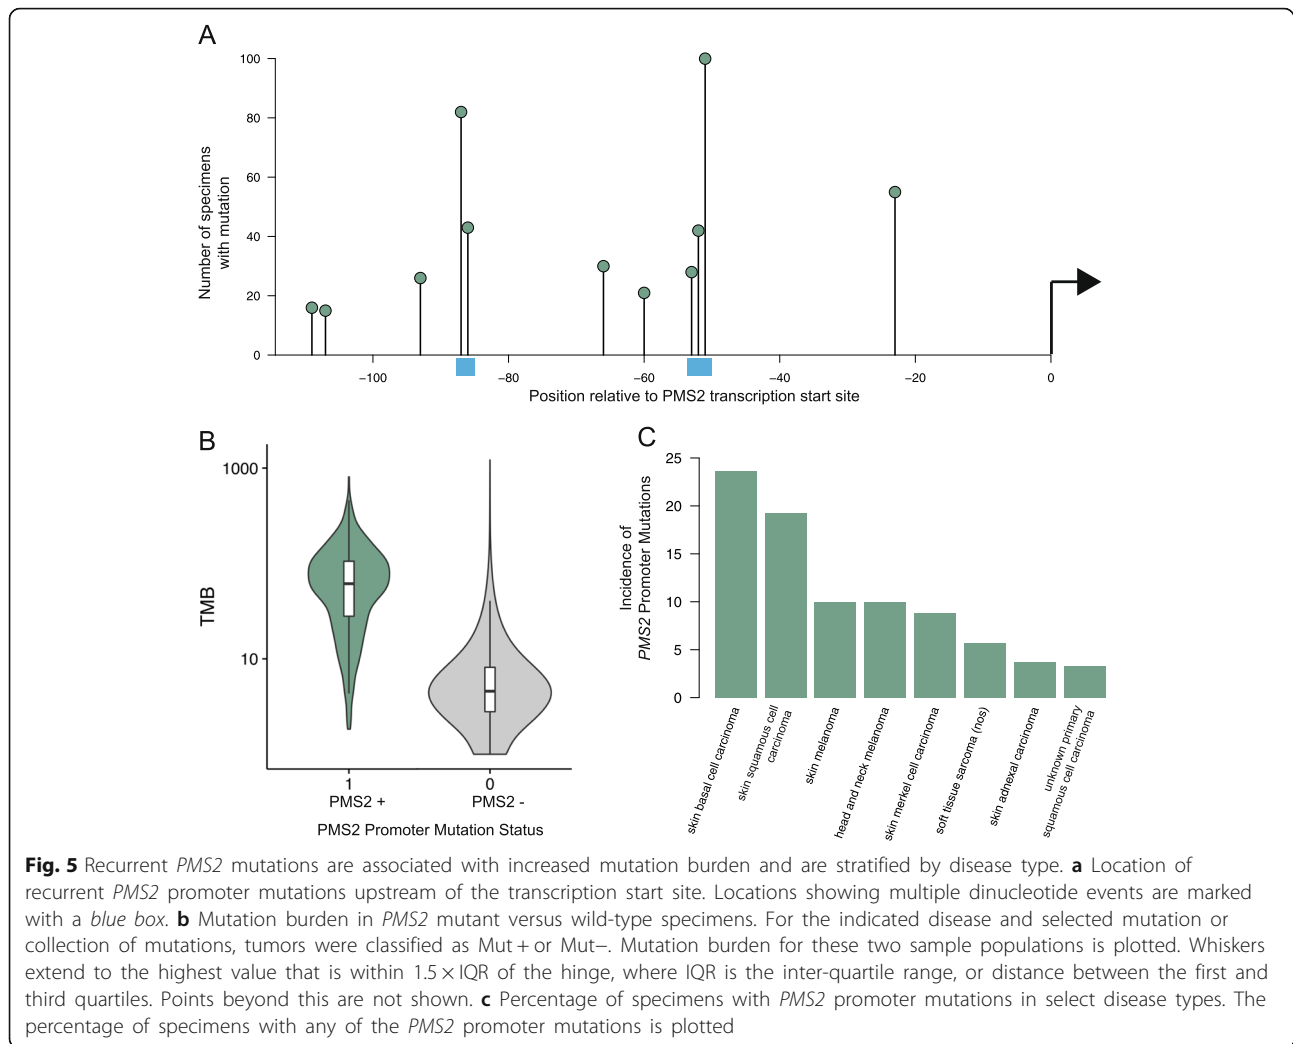 A
100
80
60
40
20
0
Number of specimens
with mutation
−100
−80
−60
−40
−20
0
Position relative to PMS2 transcription start site
B
1000
10
TMB
1
0
PMS2 +
PMS2 -
PMS2 Promoter Mutation Status
C
25
20
15
10
5
0
Incidence of
PMS2 Promoter Mutations
skin basal cell carcinoma
skin squamous cell
carcinoma
skin melanoma
head and neck melanoma
skin merkel cell carcinoma
soft tissue sarcoma (nos)
skin adnexal carcinoma
unknown primary
squamous cell carcinoma
Fig. 5 Recurrent PMS2 mutations are associated with increased mutation burden and are stratified by disease type. a Location of
recurrent PMS2 promoter mutations upstream of the transcription start site. Locations showing multiple dinucleotide events are marked
with a blue box. b Mutation burden in PMS2 mutant versus wild-type specimens. For the indicated disease and selected mutation or
collection of mutations, tumors were classified as Mut + or Mut−. Mutation burden for these two sample populations is plotted. Whiskers
extend to the highest value that is within 1.5 × IQR of the hinge, where IQR is the inter-quartile range, or distance between the first and
third quartiles. Points beyond this are not shown. c Percentage of specimens with PMS2 promoter mutations in select disease types. The
percentage of specimens with any of the PMS2 promoter mutations is plotted